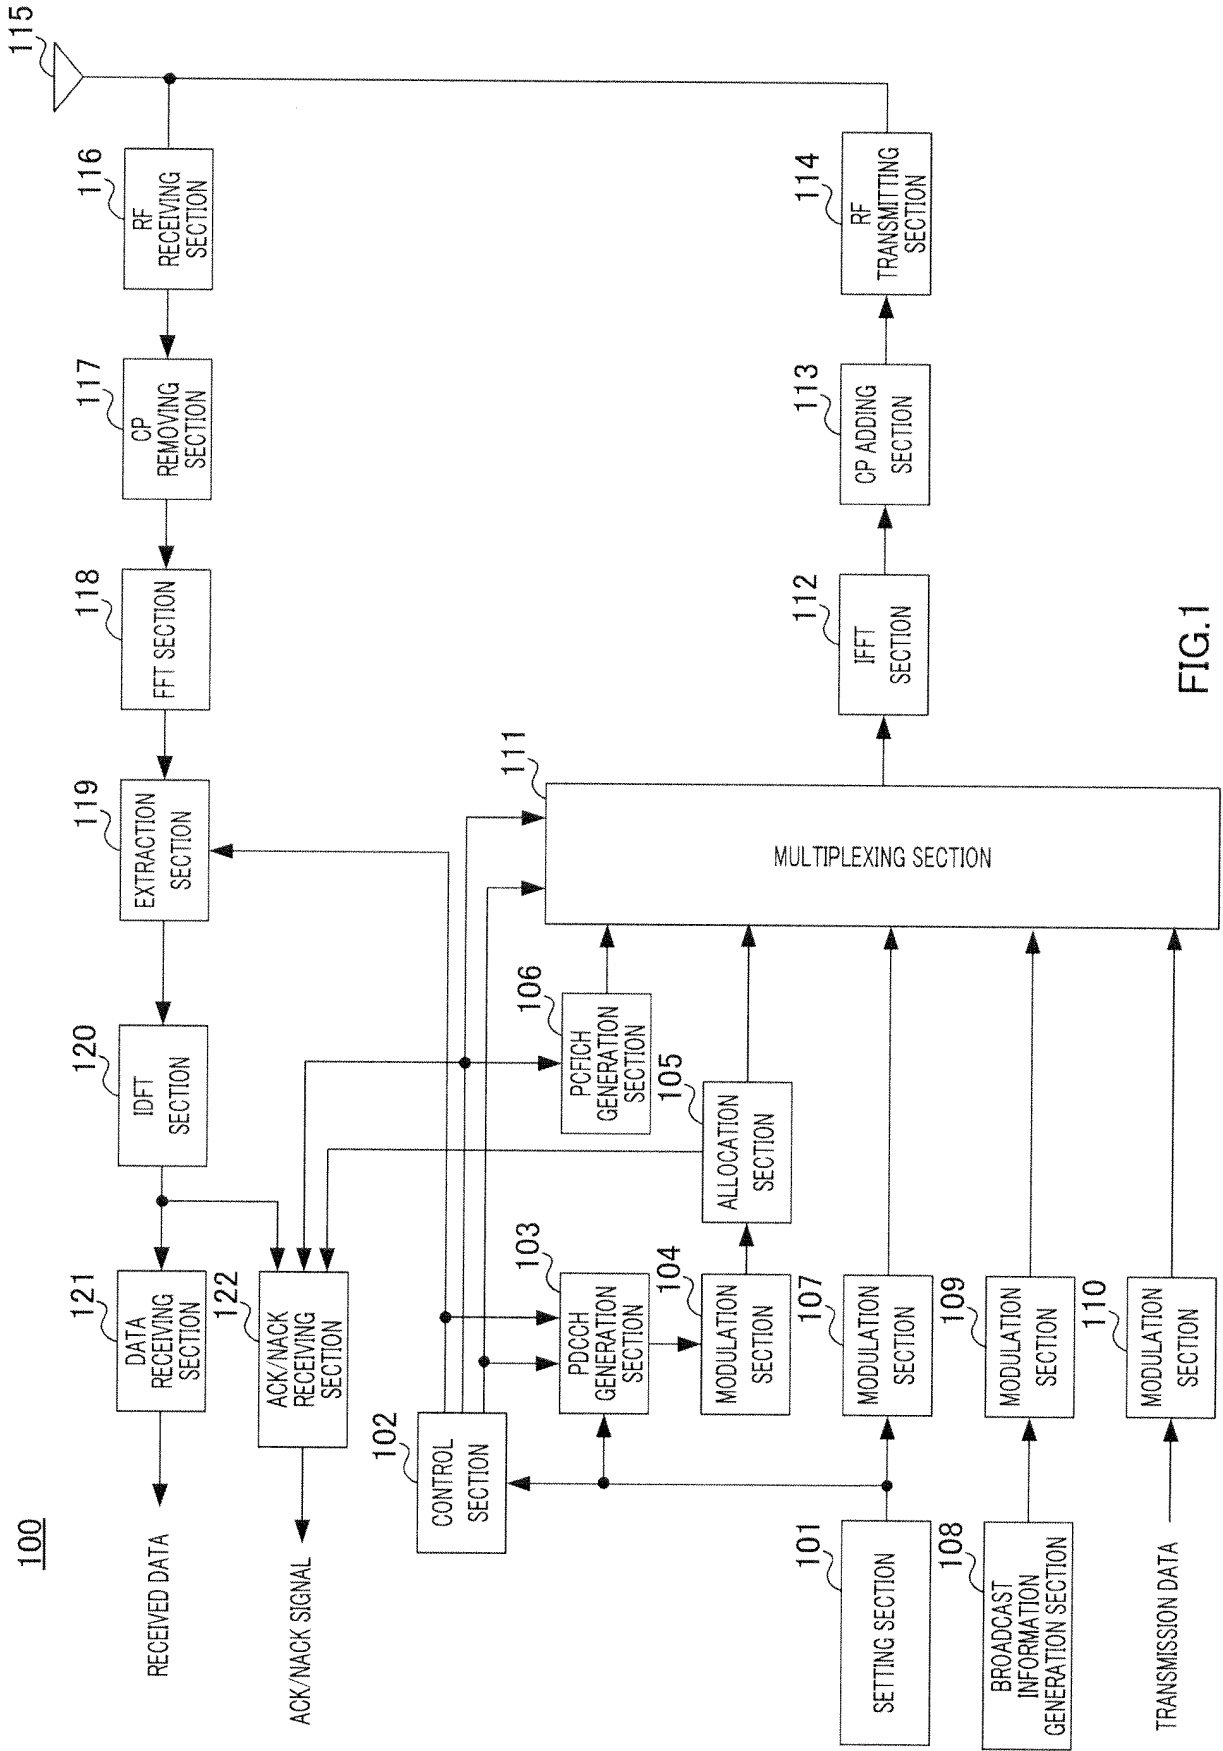 100
RECEIVED DATA
121
DATA
RECEIVING
SECTION
120
IDFT
SECTION
119
EXTRACTION
SECTION
118
FFT SECTION
117
CP
REMOVING
SECTION
116
RF
RECEIVING
SECTION
115
ACK/NACK SIGNAL
122
ACK/NACK
RECEIVING
SECTION
102
CONTROL
SECTION
103
PDCCH
GENERATION
SECTION
106
PCFICH
GENERATION
SECTION
104
MODULATION
SECTION
105
ALLOCATION
SECTION
111
MULTIPLEXING SECTION
101
SETTING SECTION
107
MODULATION
SECTION
112
IFFT
SECTION
113
CP ADDING
SECTION
114
RF
TRANSMITTING
SECTION
108
BROADCAST
INFORMATION
GENERATION SECTION
109
MODULATION
SECTION
TRANSMISSION DATA
110
MODULATION
SECTION
FIG.1